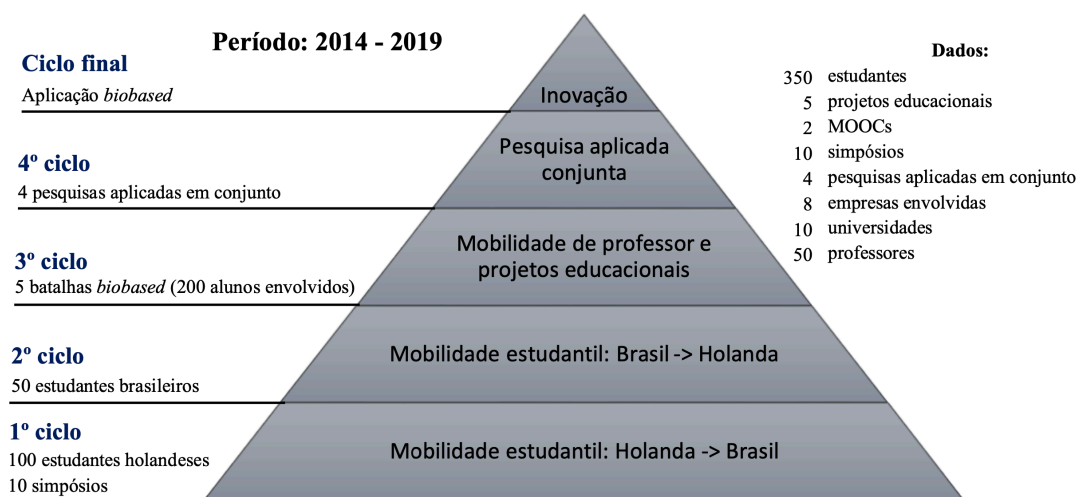 Período: 2014 - 2019
Ciclo final
Aplicação biobased
Inovação
4º ciclo
4 pesquisas aplicadas em conjunto
Pesquisa aplicada
conjunta
3º ciclo
5 batalhas biobased (200 alunos envolvidos)
Mobilidade de professor e
projetos educacionais
2º ciclo
50 estudantes brasileiros
Mobilidade estudantil: Brasil -> Holanda
1º ciclo
100 estudantes holandeses
10 simpósios
Mobilidade estudantil: Holanda -> Brasil
Dados:
350 estudantes
5 projetos educacionais
2 MOOCs
10 simpósios
4 pesquisas aplicadas em conjunto
8 empresas envolvidas
10 universidades
50 professores